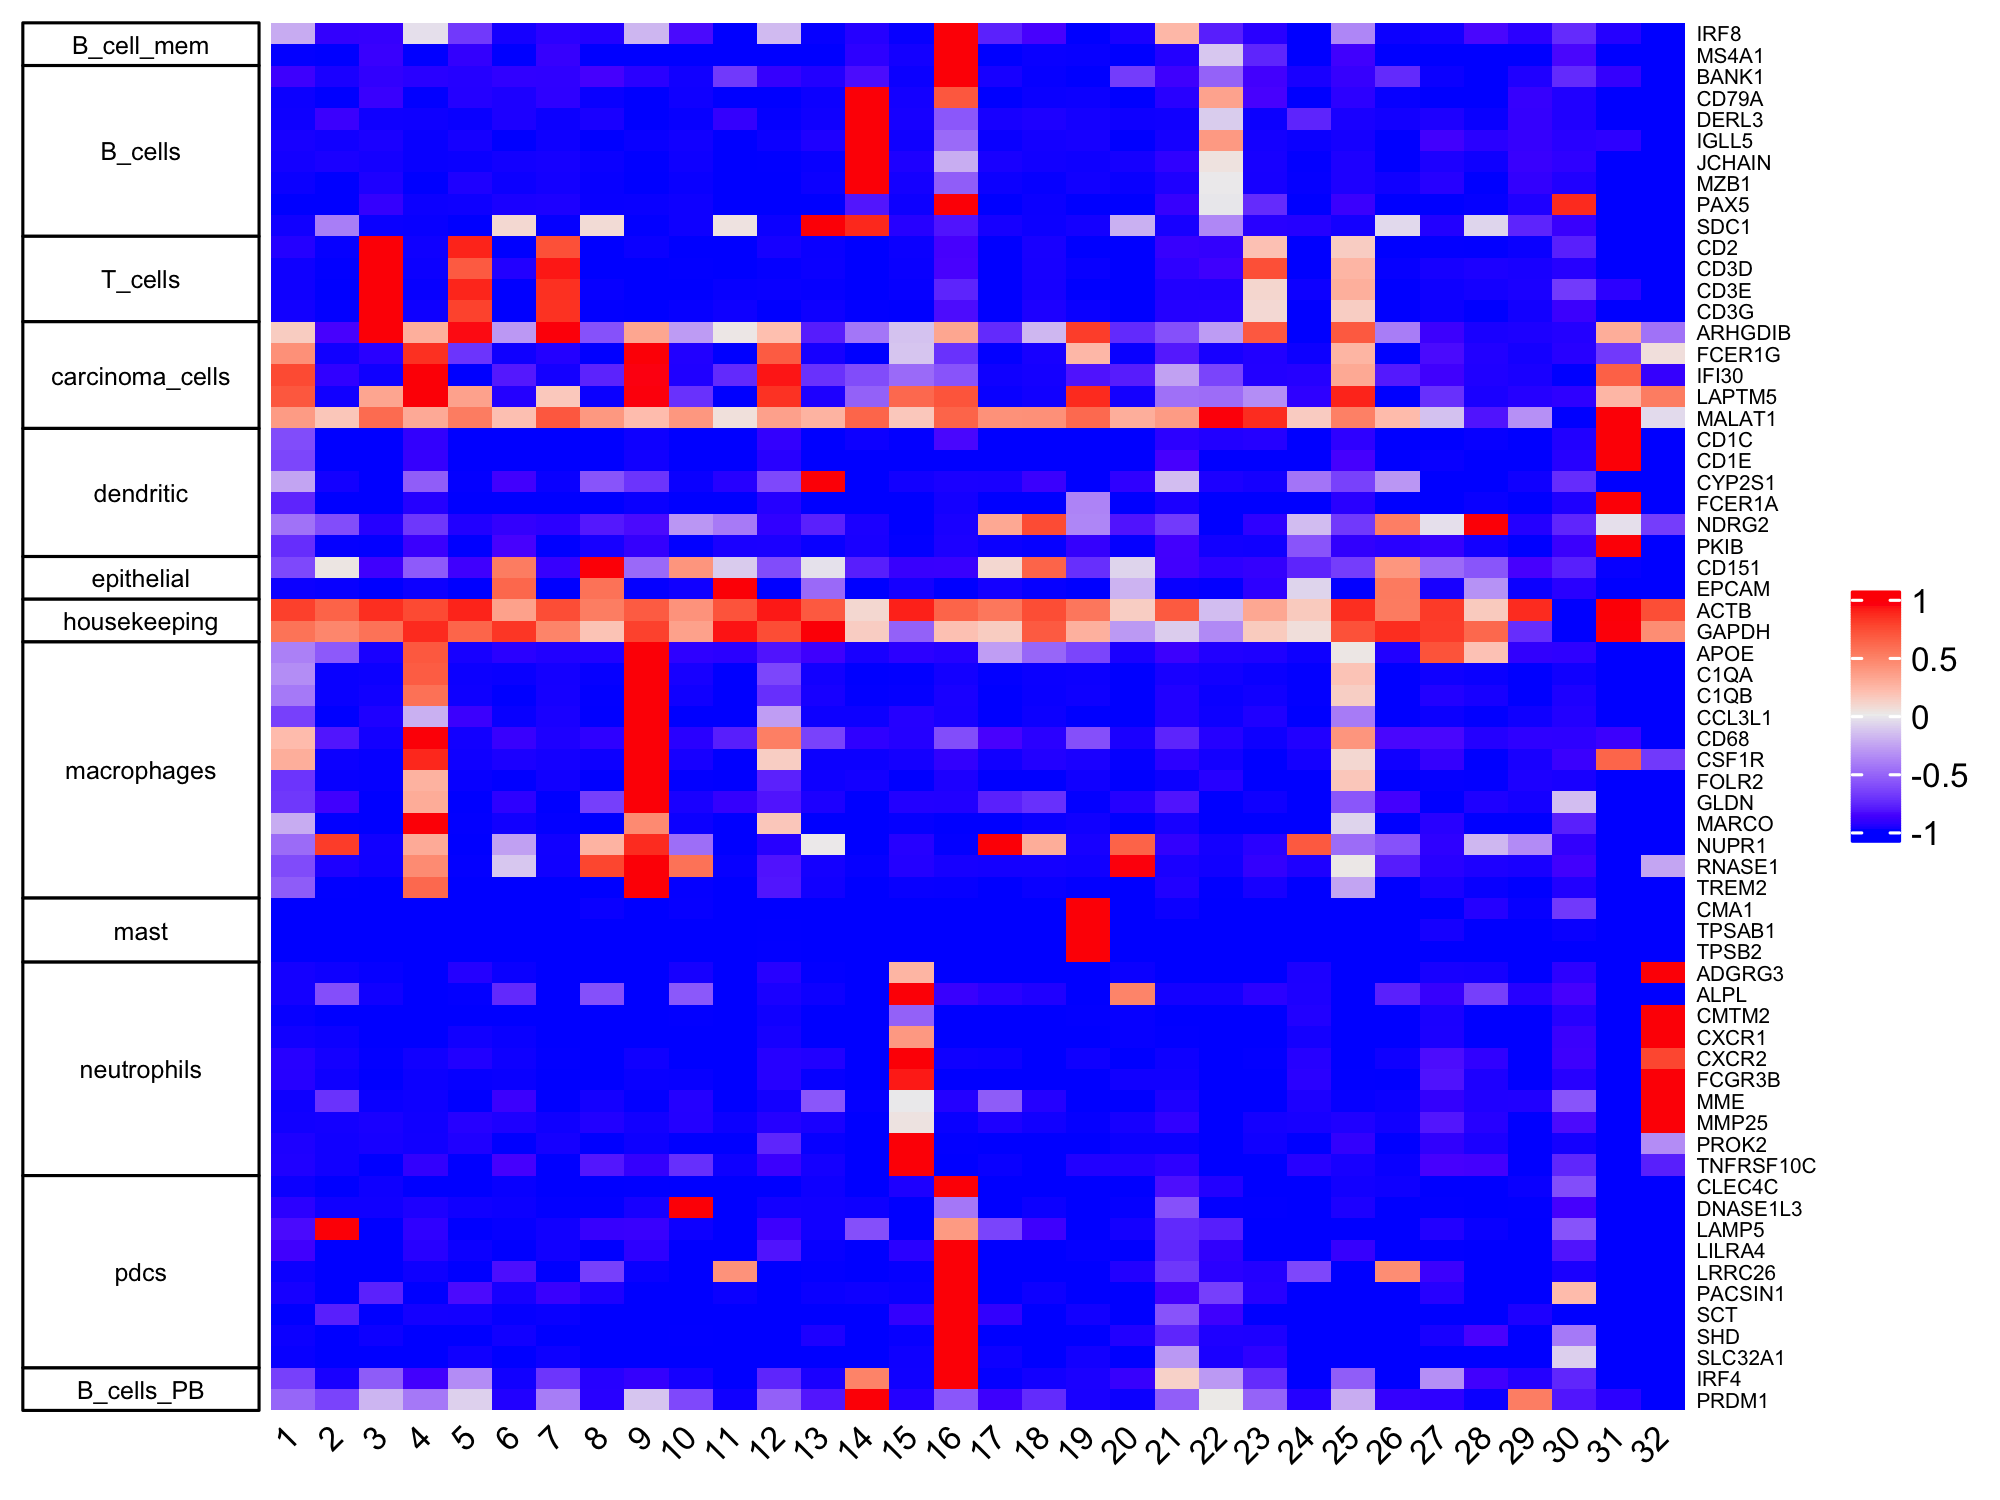 B_cell_mem
B_cells
T_cells
carcinoma_cells
dendritic
epithelial
housekeeping
macrophages
mast
neutrophils
pdcs
B_cells_PB
IRF8
MS4A1
BANK1
CD79A
DERL3
IGLL5
JCHAIN
MZB1
PAX5
SDC1
CD2
CD3D
CD3E
CD3G
ARHGDIB
FCER1G
IFI30
LAPTM5
MALAT1
CD1C
CD1E
CYP2S1
FCER1A
NDRG2
PKIB
CD151
EPCAM
ACTB
GAPDH
APOE
C1QA
C1QB
CCL3L1
CD68
CSF1R
FOLR2
GLDN
MARCO
NUPR1
RNASE1
TREM2
CMA1
TPSAB1
TPSB2
ADGRG3
ALPL
CMTM2
CXCR1
CXCR2
FCGR3B
MME
MMP25
PROK2
TNFRSF10C
CLEC4C
DNASE1L3
LAMP5
LILRA4
LRRC26
PACSIN1
SCT
SHD
SLC32A1
IRF4
PRDM1
1
0.5
0
-0.5
-1
1 2 3 4 5 6 7 8 9 10 11 12 13 14 15 16 17 18 19 20 21 22 23 24 25 26 27 28 29 30 31 32